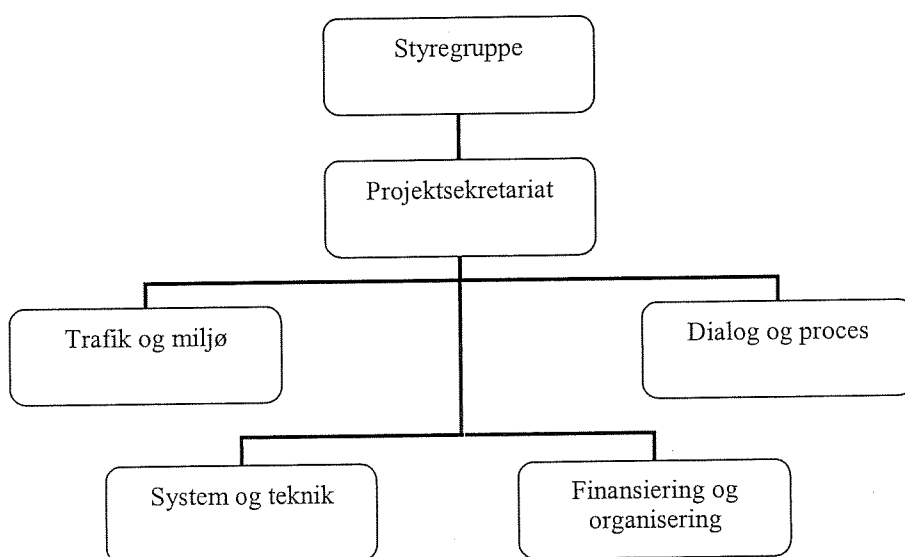 Styregruppe
Projektsekretariat
Trafik og miljø
Dialog og proces
System og teknik
Finansiering og
organisering